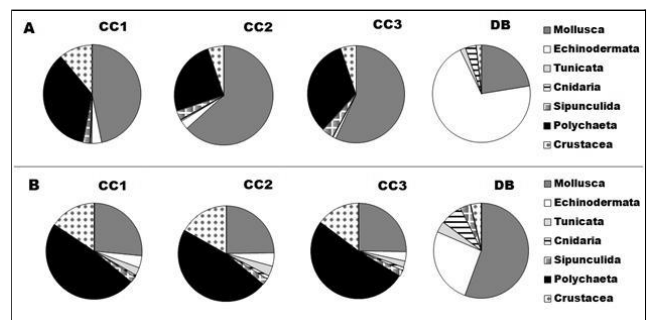 A CC1 CC2 CC3 DB
Mollusca
Echinodermata
Tunicata
Cnidaria
Sipunculida
Polychaeta
Crustacea
B CC1 CC2 CC3 DB
Mollusca
Echinodermata
Tunicata
Cnidaria
Sipunculida
Polychaeta
Crustacea